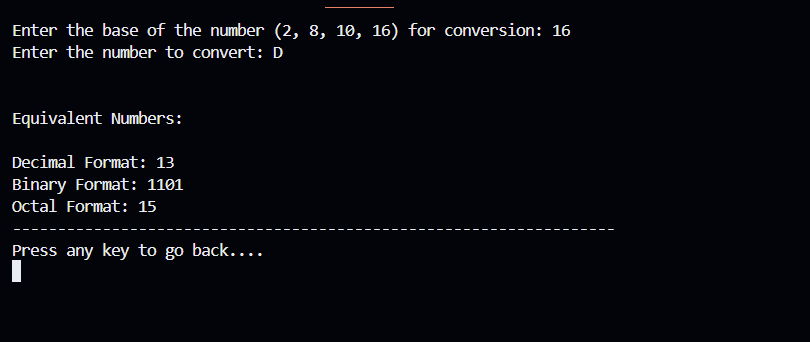 Enter the base of the number (2, 8, 10, 16) for conversion: 16
Enter the number to convert: D
Equivalent Numbers:
Decimal Format: 13
Binary Format: 1101
Octal Format: 15
-------------------------------------------------------------------
Press any key to go back....